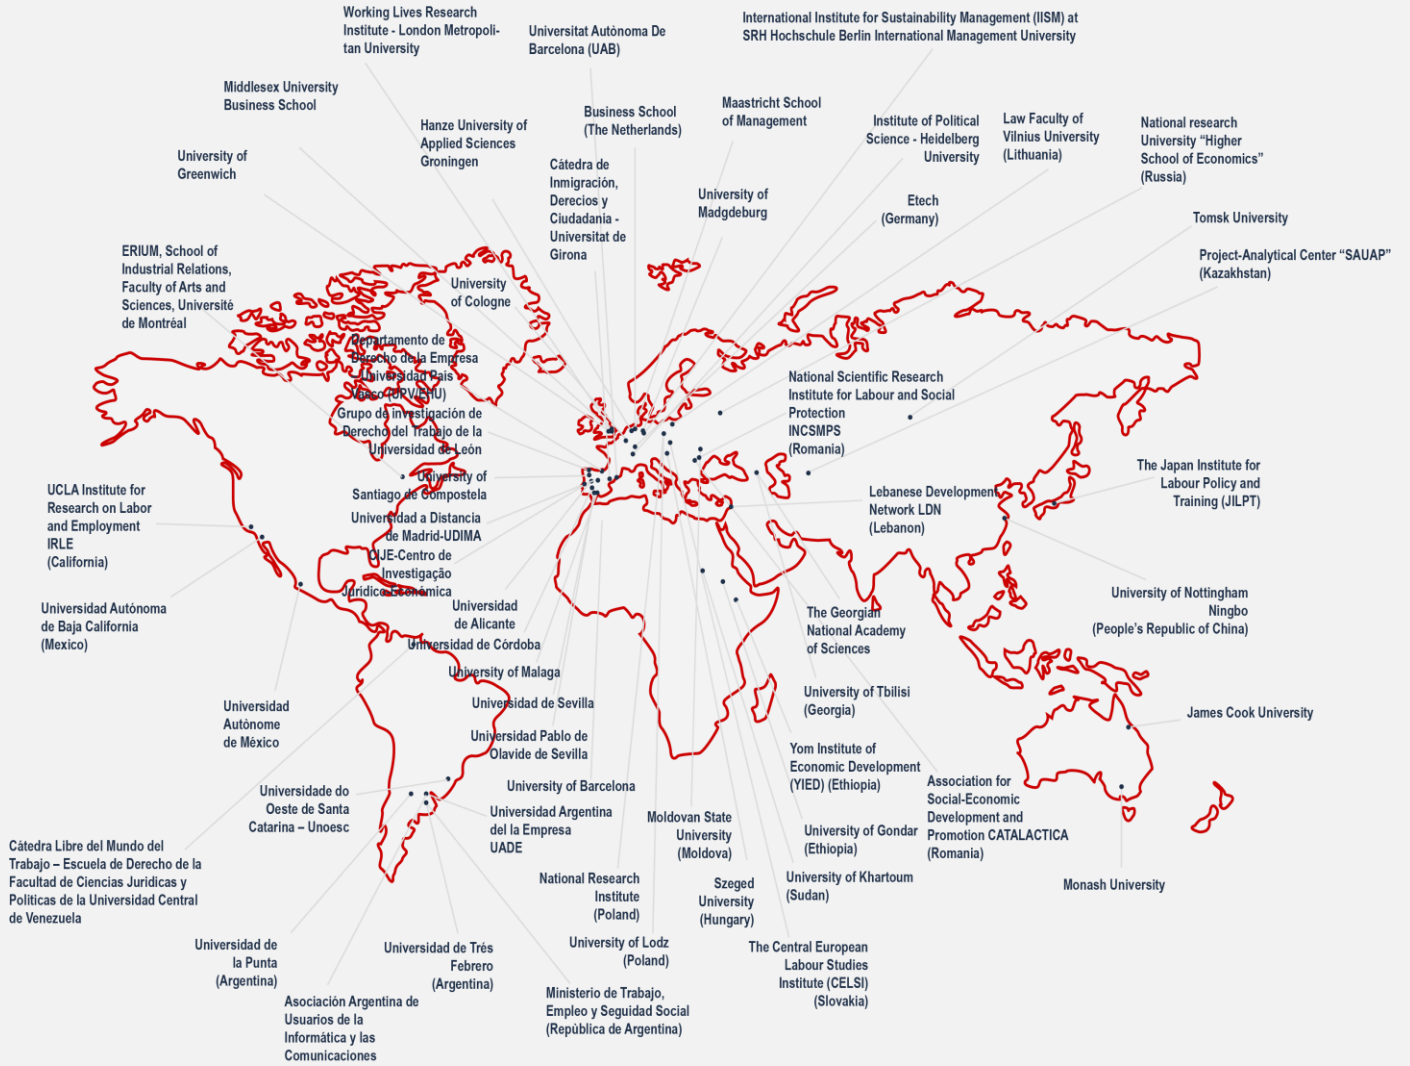 Working Lives Research
Institute - London Metropoli-
tan University
Universitat Autònoma De
Barcelona (UAB)
International Institute for Sustainability Management (IISM) at
SRH Hochschule Berlin International Management University
Middlesex University
Business School
Hanze University of
Applied Sciences
Groningen
Business School
(The Netherlands)
Maastricht School
of Management
Institute of Political
Science - Heidelberg
University
Law Faculty of
Vilnius University
(Lithuania)
National research
University “Higher
School of Economics”
(Russia)
University of
Greenwich
Cátedra de
Inmigración,
Derecios y
Ciudadania -
Universitat de
Girona
University of
Madgdeburg
Etech
(Germany)
Tomsk University
Project-Analytical Center “SAUAP”
(Kazakhstan)
ERIUM, School of
Industrial Relations,
Faculty of Arts and
Sciences, Université
de Montréal
University
of Cologne
Departamento de
Derecho de la Empresa
– Universidad Pais
Vasco (UPV/EHU)
Grupo de investigación de
Derecho del Trabajo de la
Universidad de León
University of
Santiago de Compostela
Universidad a Distancia
de Madrid-UDIMA
CIJE-Centro de
Investigaçao
Jurídico Económica
Universidad
de Alicante
Universidad de Córdoba
University of Malaga
Universidad de Sevilla
Universidad Pablo de
Olavide de Sevilla
University of Barcelona
National Scientific Research
Institute for Labour and Social
Protection
INCSMPS
(Romania)
Lebanese Development
Network LDN
(Lebanon)
The Japan Institute for
Labour Policy and
Training (JILPT)
UCLA Institute for
Research on Labor
and Employment
IRLE
(California)
Universidad Autónoma
de Baja California
(Mexico)
University of Nottingham
Ningbo
(People’s Republic of China)
The Georgian
National Academy
of Sciences
University of Tbilisi
(Georgia)
James Cook University
Universidad
Autónome
de México
Yom Institute of
Economic Development
(YIED) (Ethiopia)
Association for
Social-Economic
Development and
Promotion CATALACTICA
(Romania)
Universidade do
Oeste de Santa
Catarina – Unoesc
Universidad Argentina
del la Empresa
UADE
Moldovan State
University
(Moldova)
University of Gondar
(Ethiopia)
Cátedra Libre del Mundo del
Trabajo – Escuela de Derecho de la
Facultad de Ciencias Juridicas y
Politicas de la Universidad Central
de Venezuela
National Research
Institute
(Poland)
Szeged
University
(Hungary)
University of Khartoum
(Sudan)
Monash University
Universidad de
la Punta
(Argentina)
Universidad de Trés
Febrero
(Argentina)
University of Lodz
(Poland)
The Central European
Labour Studies
Institute (CELSI)
(Slovakia)
Asociación Argentina de
Usuarios de la
Informática y las
Comunicaciones
Ministerio de Trabajo,
Empleo y Seguidad Social
(República de Argentina)